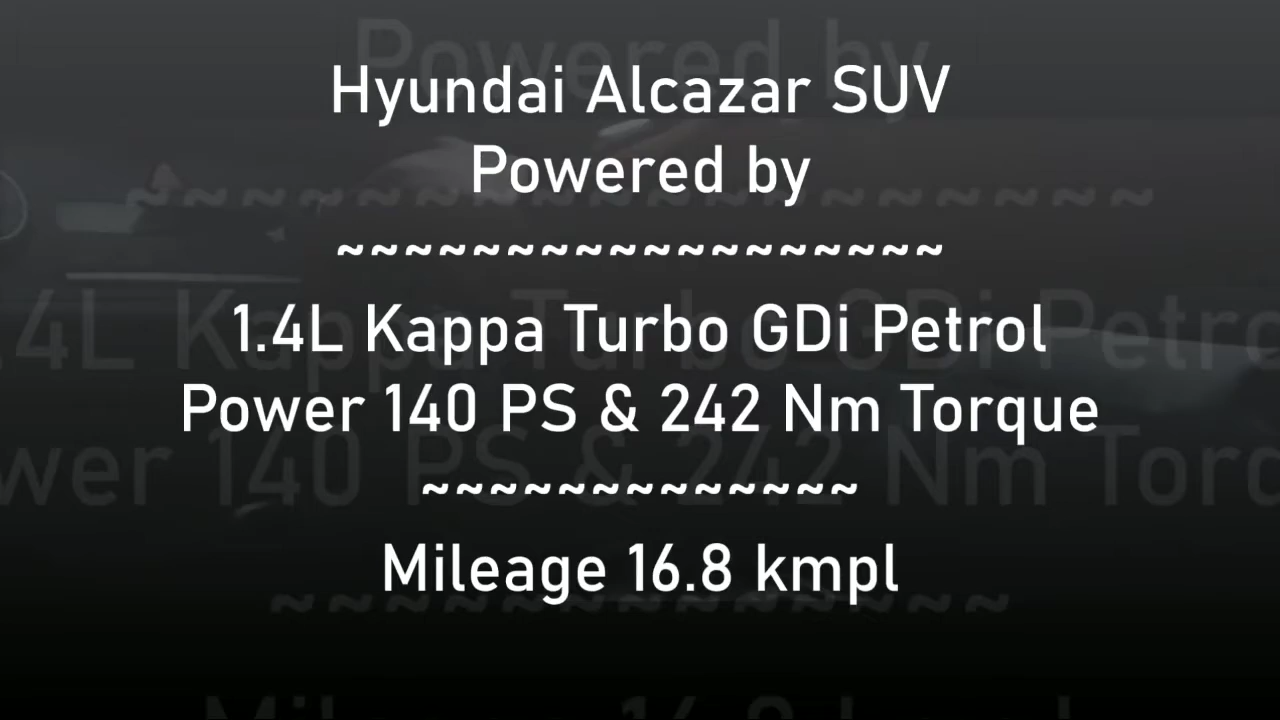 Hyundai Alcazar SUV
Powered by
~~~~~~~~~~~~~~~~~~
1.4L Kappa Turbo GDi Petrol
Power 140 PS & 242 Nm Torque
~~~~~~~~~~~~~
Mileage 16.8 kmpl